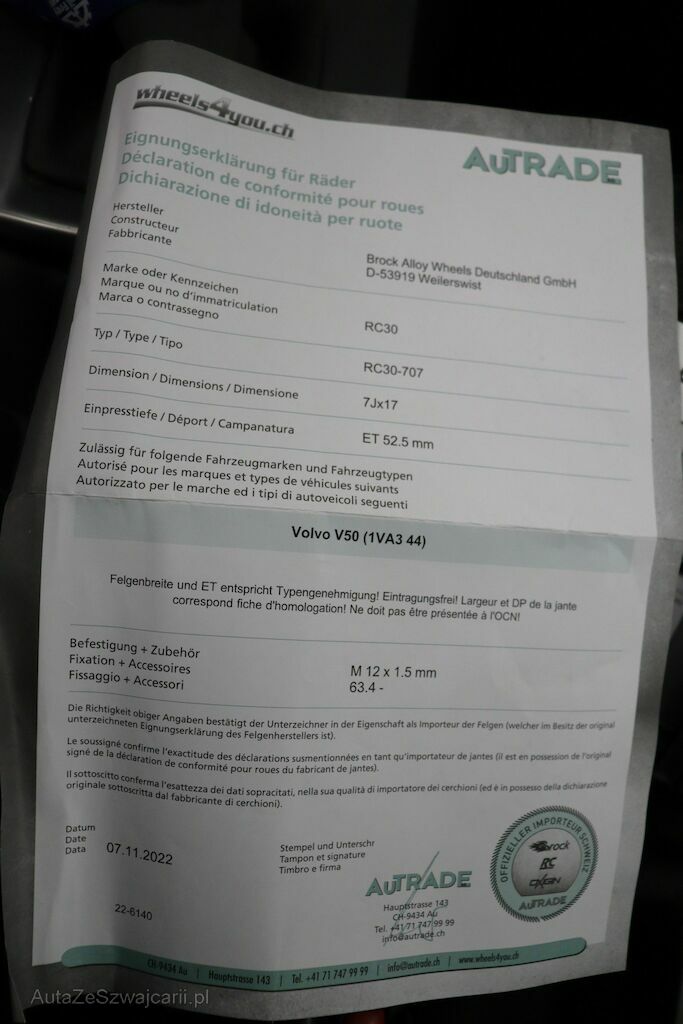 wheels4you.ch
AUTRADE
Eignungserklärung für Räder
Déclaration de conformité pour roues
Dichiarazione di idoneità per ruote
Hersteller
Constructeur
Fabbricante
Brock Alloy Wheels Deutschland GmbH
D-53919 Weilerswist
Marke oder Kennzeichen
Marque ou no d'immatriculation
Marca o contrassegno
RC30
Typ / Type / Tipo
RC30-707
Dimension / Dimensions / Dimensione
7Jx17
Einpresstiefe / Déport / Campanatura
ET 52.5 mm
Zulässig für folgende Fahrzeugmarken und Fahrzeugtypen
Autorisé pour les marques et types de véhicules suivants
Autorizzato per le marche ed i tipi di autoveicoli seguenti
Volvo V50 (1VA3 44)
Felgenbreite und ET entspricht Typengenehmigung! Eintragungsfrei! Largeur et DP de la jante
correspond fiche d'homologation! Ne doit pas être présentée à l'OCN!
Befestigung + Zubehör
Fixation + Accessoires
Fissaggio + Accessori
M 12 x 1.5 mm
63.4 -
Die Richtigkeit obiger Angaben bestätigt der Unterzeichner in der Eigenschaft als Importeur der Felgen (welcher im Besitz der original
unterzeichneten Eignungserklärung des Felgenherstellers ist).
Le soussigné confirme l'exactitude des déclarations susmentionnées en tant qu'importateur de jantes (il est en possession de l'original
signé de la déclaration de conformité pour roues du fabricant de jantes).
Il sottoscritto conferma l'esattezza dei dati sopracitati, nella sua qualità di importatore dei cerchioni (ed è in possesso della dichiarazione
originale sottoscritta dal fabbricante di cerchioni).
Datum
Date
Data
07.11.2022
Stempel und Unterschr
Tampon et signature
Timbro e firma
AUTRADE
Hauptstrasse 143
CH-9434 Au
Tel. +41 71 747 99 99
info@autrade.ch
OFFIZIELLER IMPORTEUR SCHWEIZ
Brock
RC
OXIGIN
AUTRADE
22-6140
CH-9434 Au | Hauptstrasse 143 | Tel. +41 71 747 99 99 | info@autrade.ch | www.wheels4you.ch
AutaZeSzwajcarii.pl